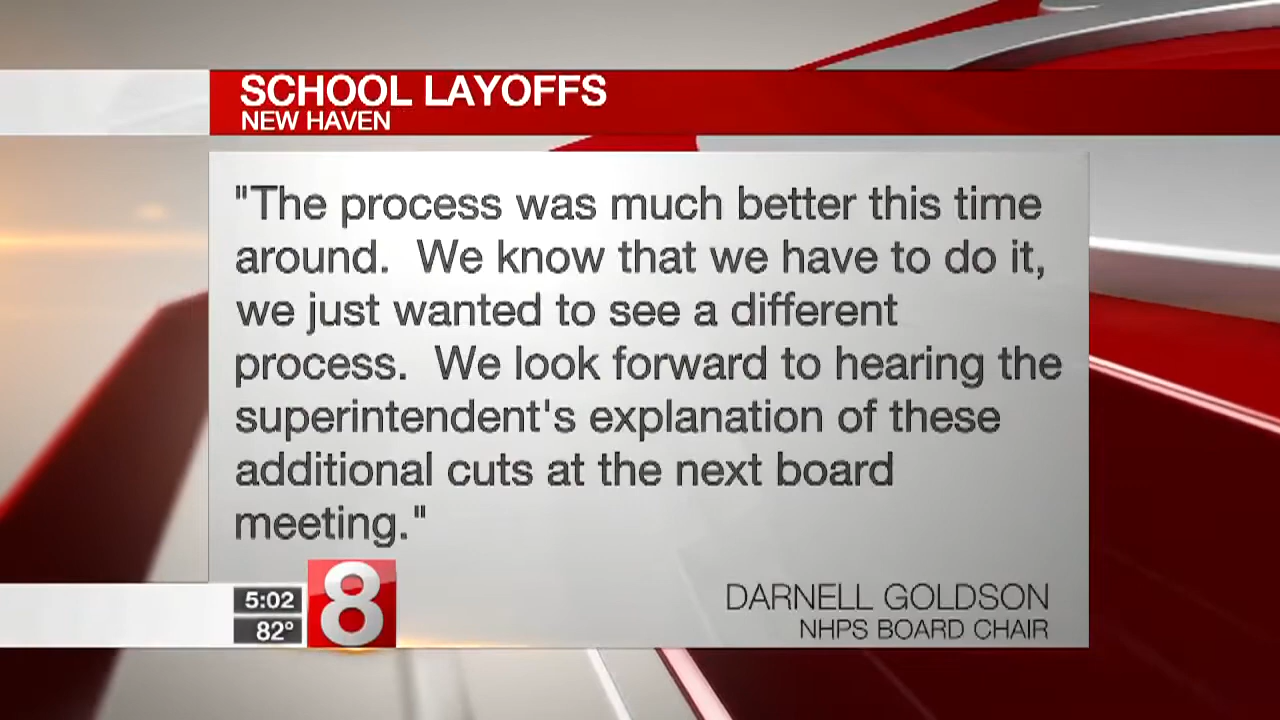 SCHOOL LAYOFFS
NEW HAVEN
"The process was much better this time
around.  We know that we have to do it,
we just wanted to see a different
process.  We look forward to hearing the
superintendent's explanation of these
additional cuts at the next board
meeting."
DARNELL GOLDSON
NHPS BOARD CHAIR
5:02
82°
8